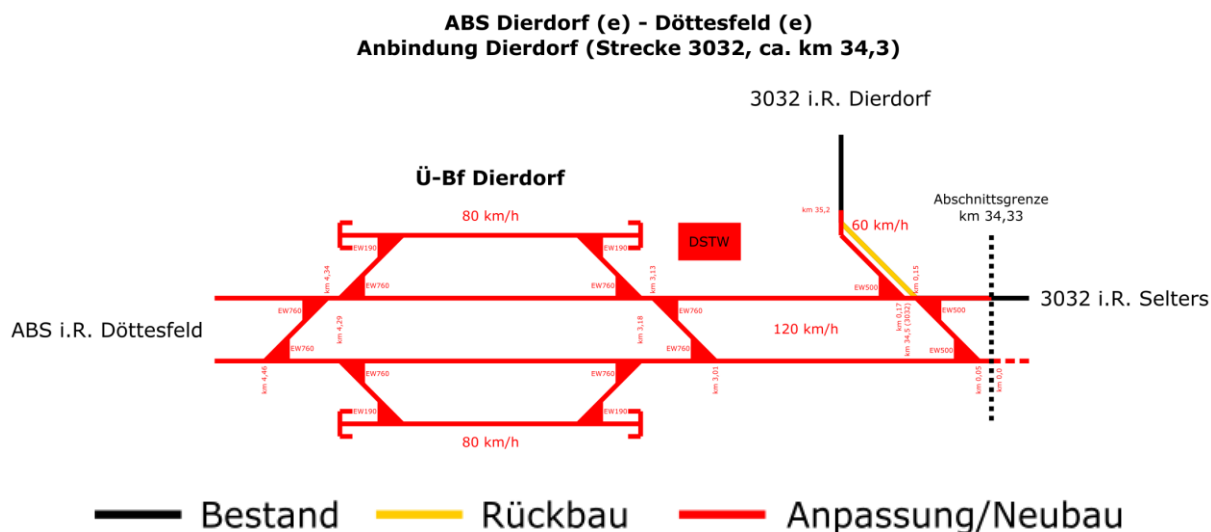 ABS Dierdorf (e) - Döttesfeld (e)
Anbindung Dierdorf (Strecke 3032, ca. km 34,3)
3032 i.R. Dierdorf
Ü-Bf Dierdorf
Abschnittsgrenze
km 34,33
80 km/h
km 35,2
60 km/h
DSTW
EW190
EW190
km 4,34
km 3,13
km 0,15
EW760
EW760
EW500
3032 i.R. Selters
EW760
EW760
EW500
ABS i.R. Döttesfeld
km 4,29
km 3,18
120 km/h
km 0,17
km 34,5 (3032)
EW760
EW760
EW500
km 4,46
EW760
EW760
km 3,01
km 0,05
km 0,0
EW190
EW190
80 km/h
Bestand
Rückbau
Anpassung/Neubau